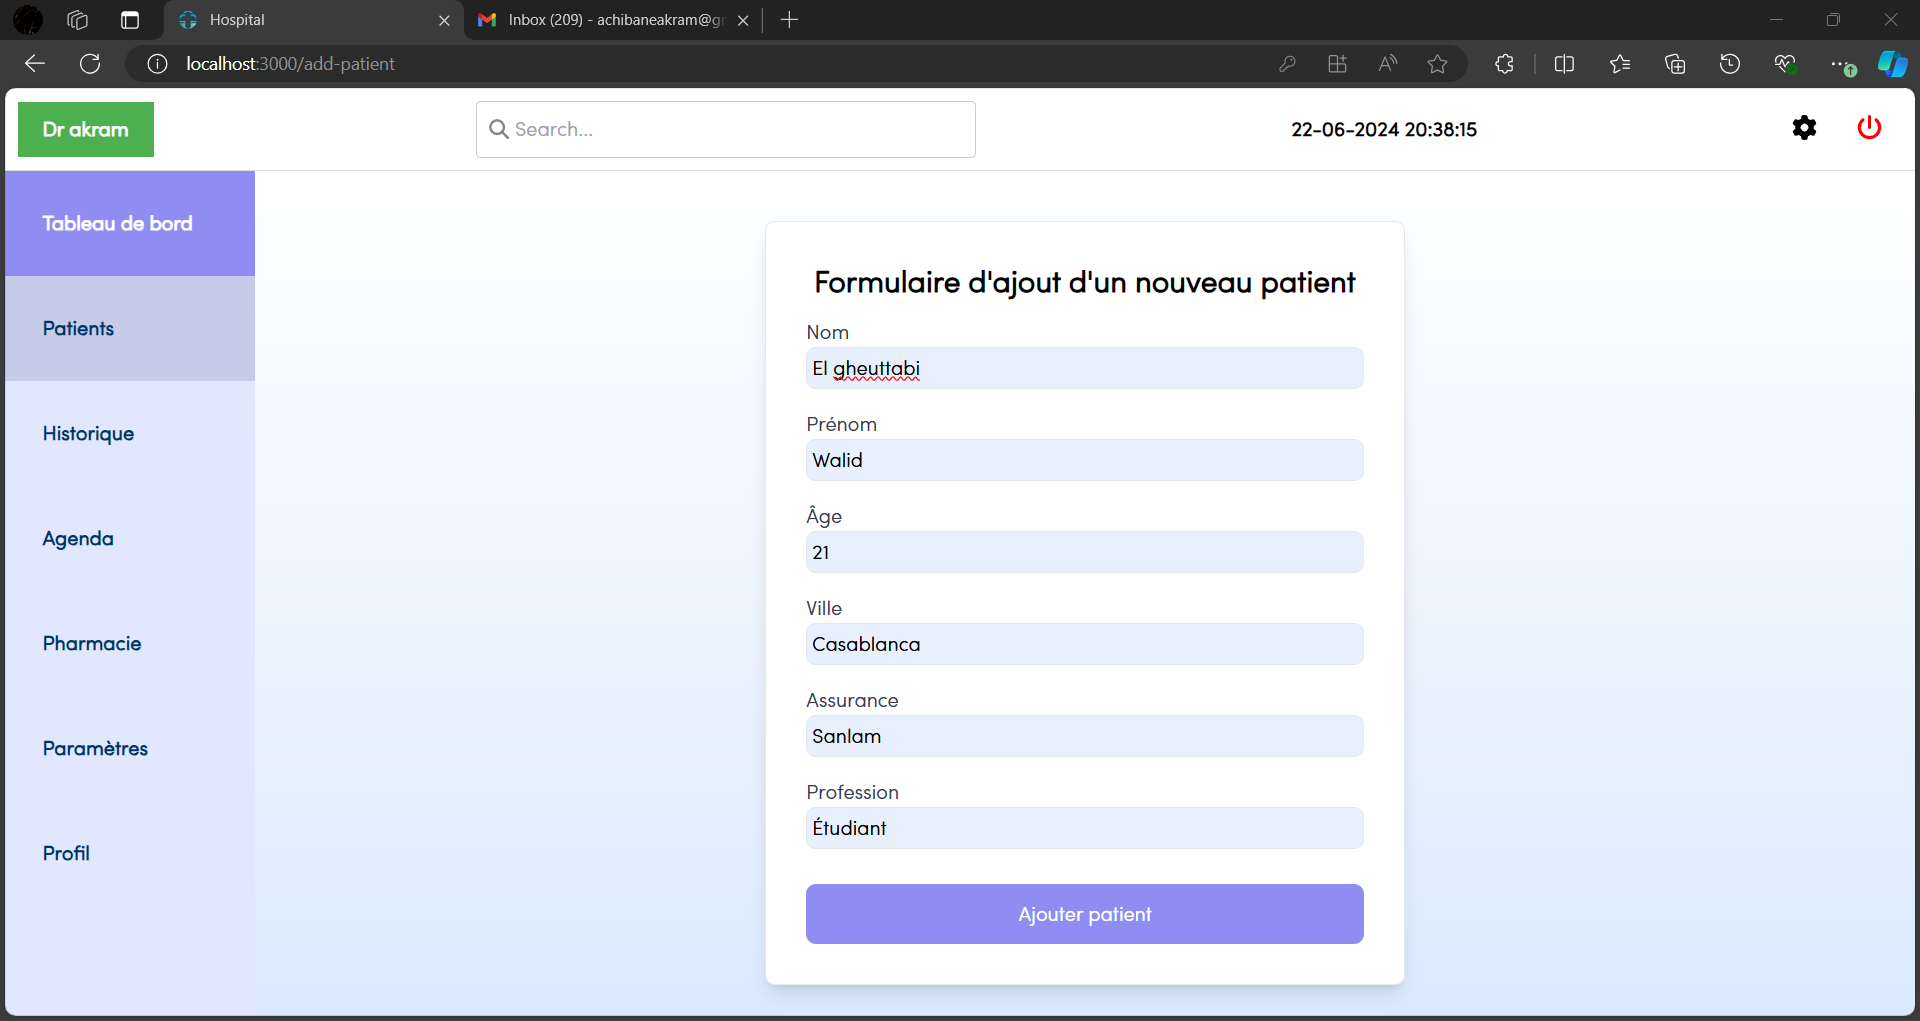 Hospital
Inbox (209) - achibaneakram@gr
localhost:3000/add-patient
Dr akram
Search...
22-06-2024 20:38:15
Tableau de bord
Patients
Historique
Agenda
Pharmacie
Paramètres
Profil
Formulaire d'ajout d'un nouveau patient
Nom
El gheuttabi
Prénom
Walid
Âge
21
Ville
Casablanca
Assurance
Sanlam
Profession
Étudiant
Ajouter patient